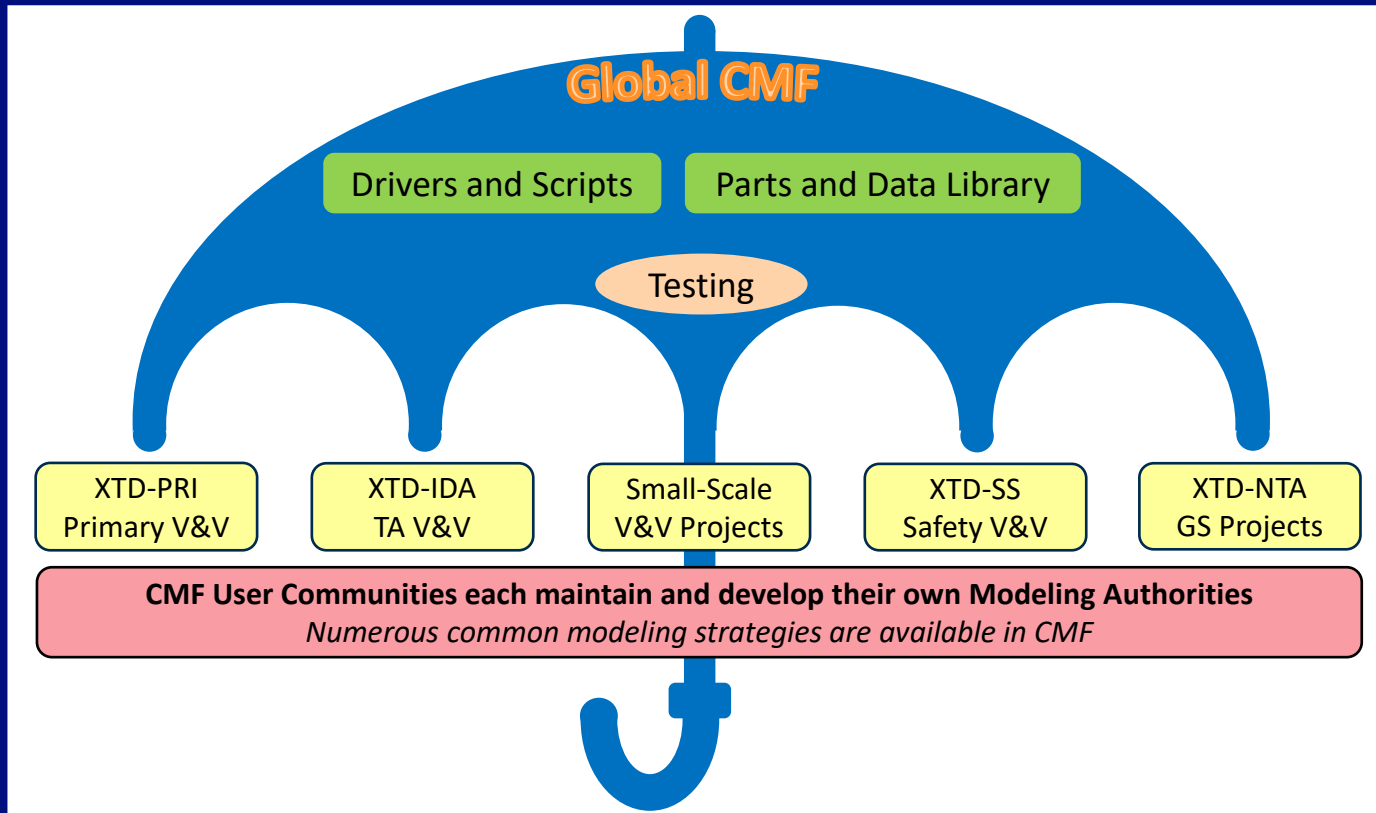 Global CMF
Drivers and Scripts
Parts and Data Library
Testing
XTD-PRI
Primary V&V
XTD-IDA
TA V&V
Small-Scale
V&V Projects
XTD-SS
Safety V&V
XTD-NTA
GS Projects
CMF User Communities each maintain and develop their own Modeling Authorities
Numerous common modeling strategies are available in CMF